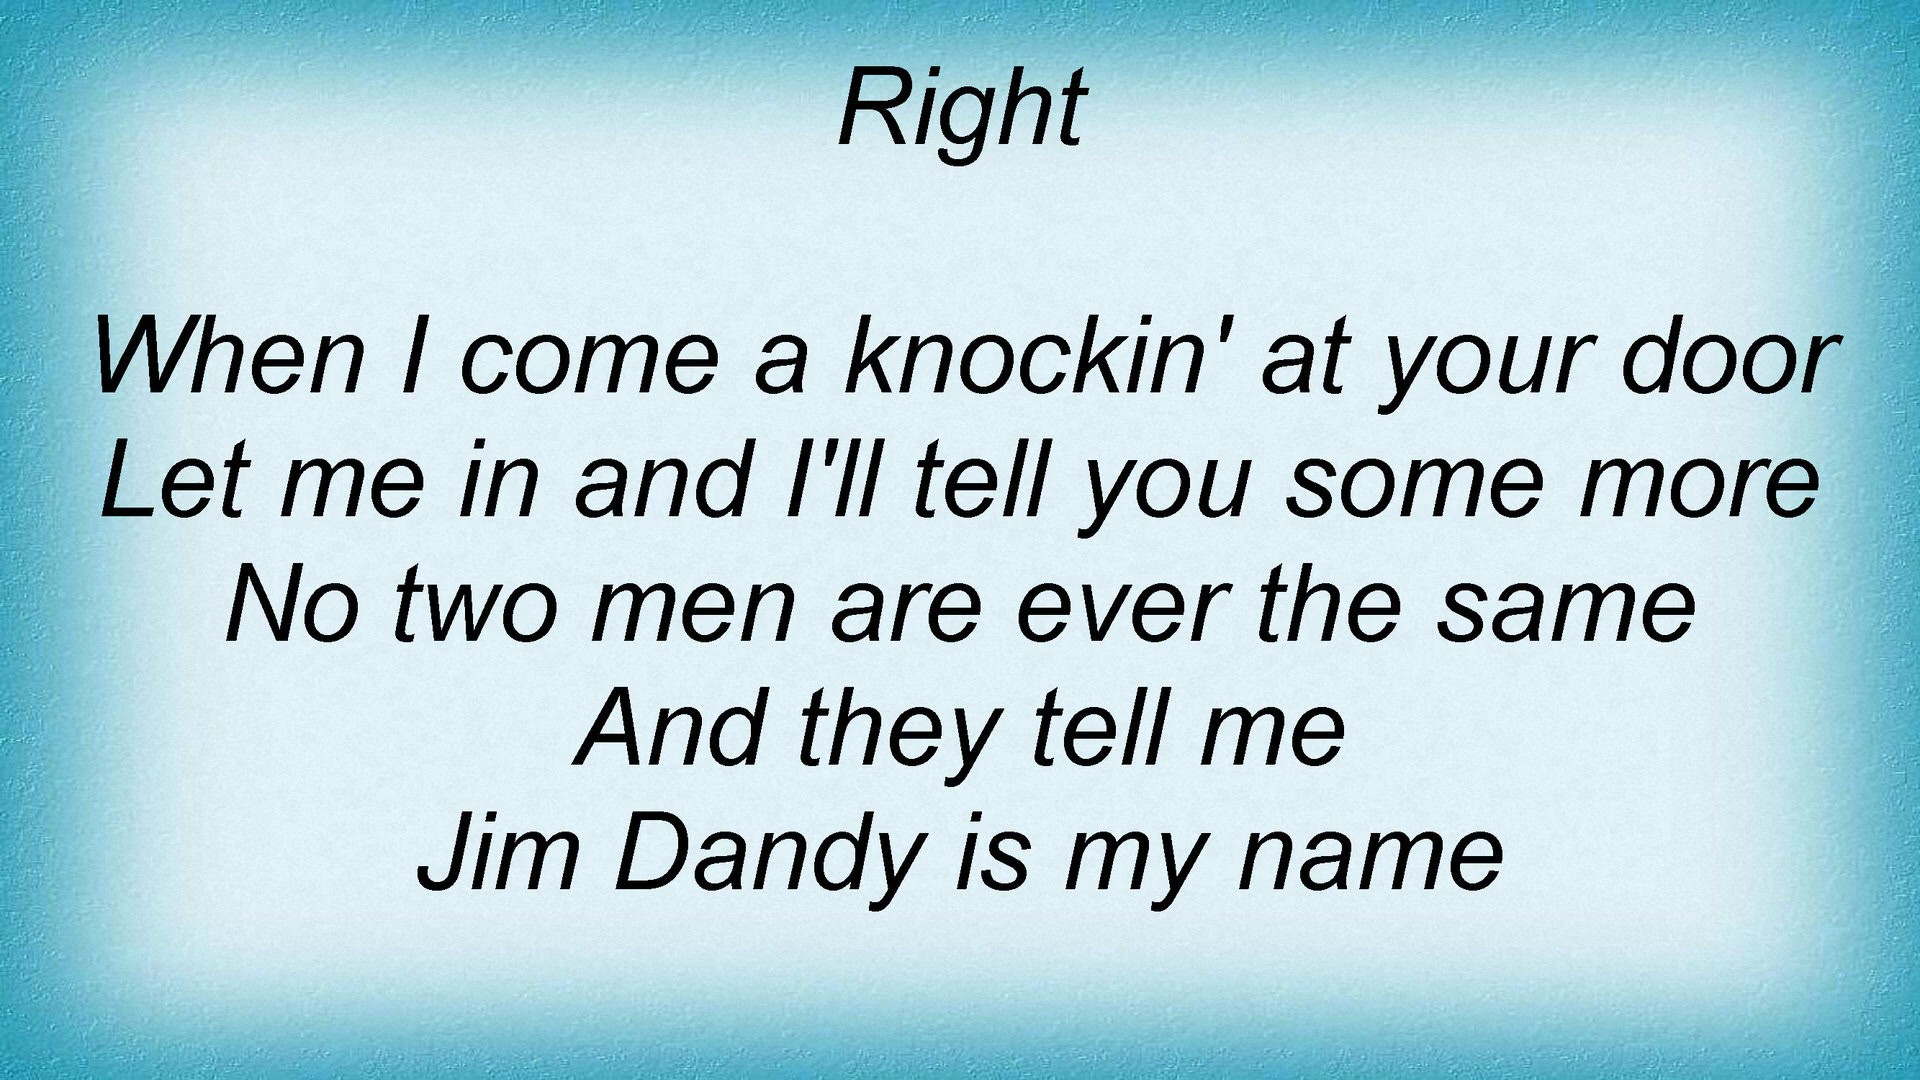 Right
When I come a knockin' at your door
Let me in and I'll tell you some more
No two men are ever the same
And they tell me
Jim Dandy is my name